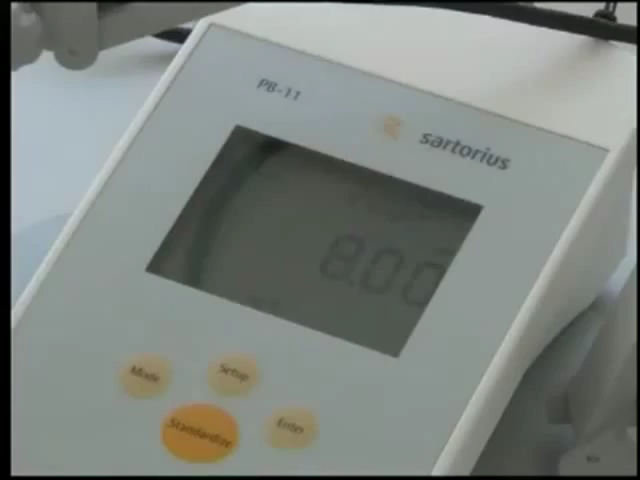 PB-11
sartorius
8.00
Mode
Setup
Standardize
Enter